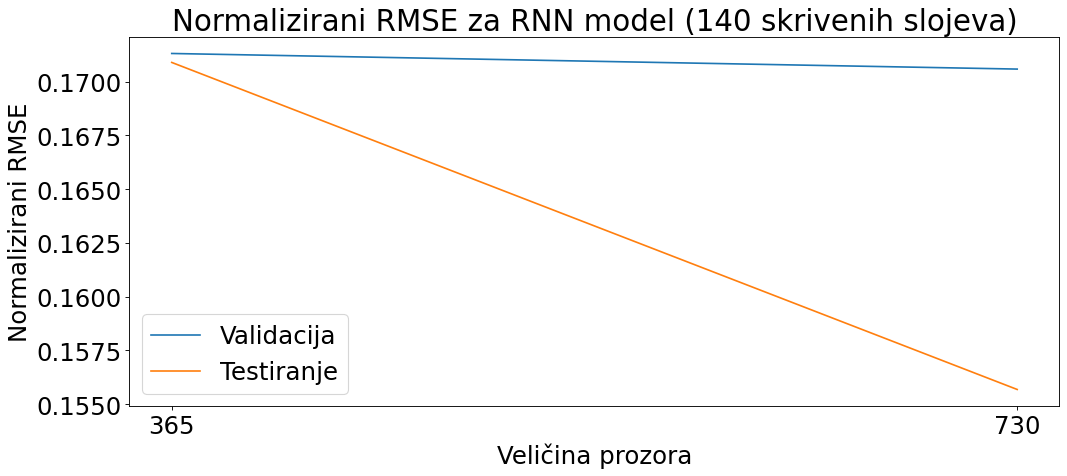 Normalizirani RMSE za RNN model (140 skrivenih slojeva)
Normalizirani RMSE
0.1700
0.1675
0.1650
0.1625
0.1600
0.1575
0.1550
Validacija
Testiranje
365
730
Veličina prozora